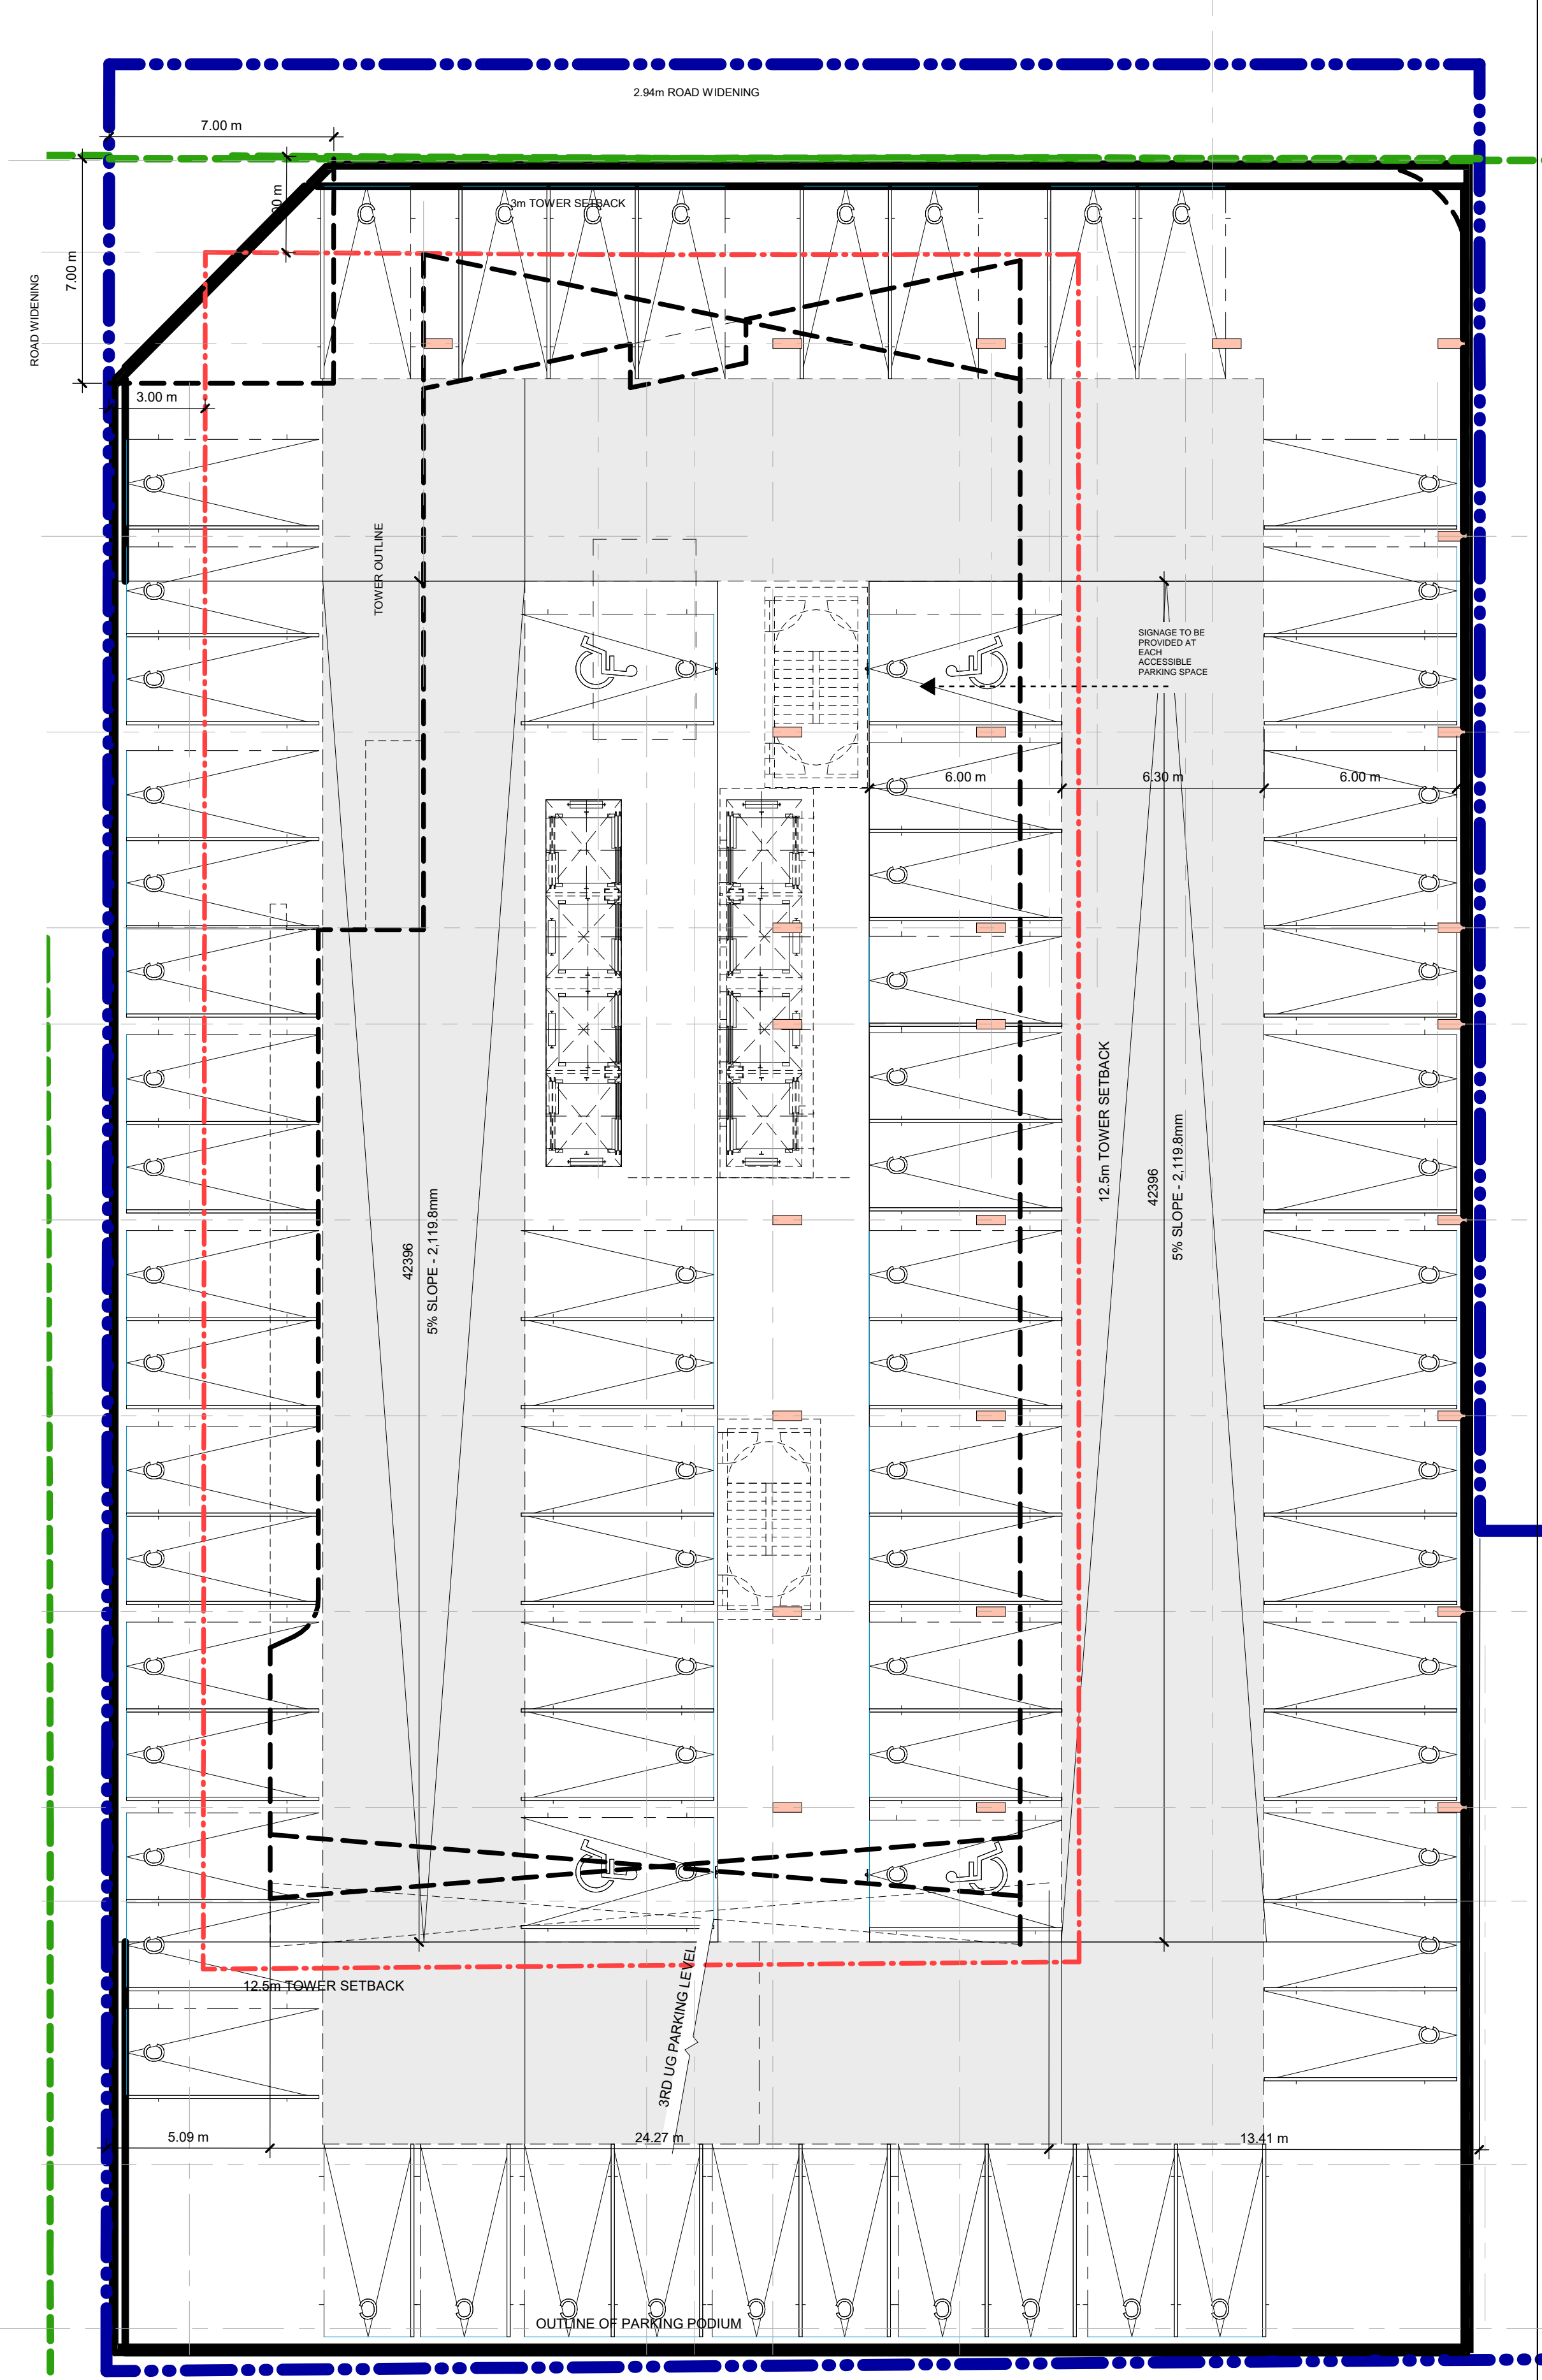 2.94m ROAD WIDENING
7.00 m
3m TOWER SETBACK
7.00 m
ROAD WIDENING
3.00 m
TOWER OUTLINE
SIGNAGE TO BE
PROVIDED AT
EACH
ACCESSIBLE
PARKING SPACE
6.00 m
6.30 m
6.00 m
12.5m TOWER SETBACK
42396
5% SLOPE - 2,119.8mm
42396
5% SLOPE - 2,119.8mm
12.5m TOWER SETBACK
3RD UG PARKING LEVEL
5.09 m
24.27 m
13.41 m
OUTLINE OF PARKING PODIUM